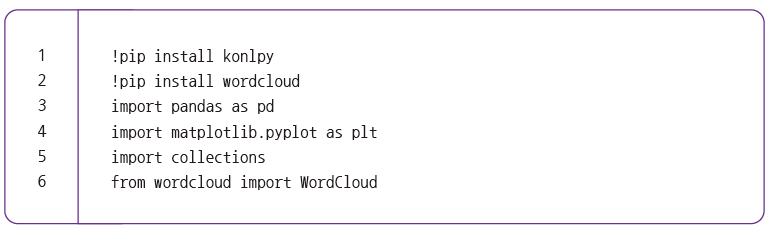 1 !pip install konlpy
2 !pip install wordcloud
3 import pandas as pd
4 import matplotlib.pyplot as plt
5 import collections
6 from wordcloud import WordCloud